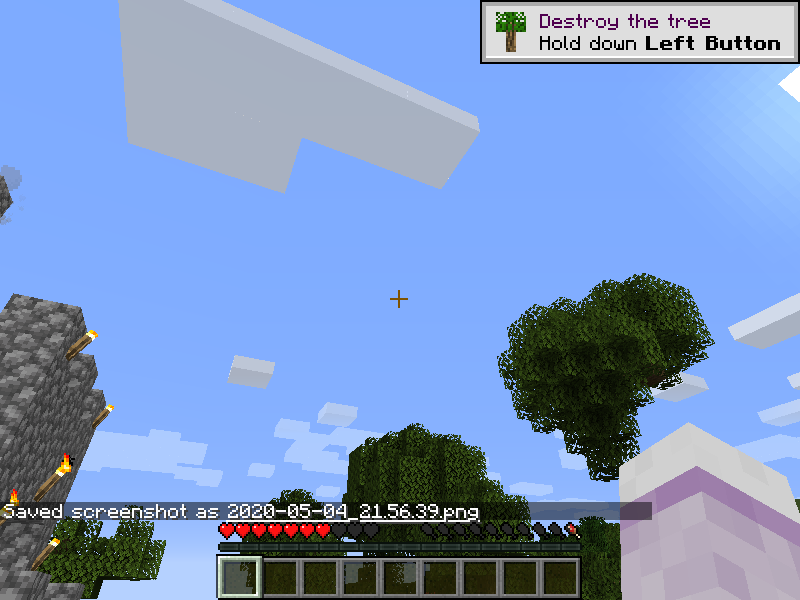 Destroy the tree
Hold down Left Button
Saved screenshot as 2020-05-04_21.56.39.png